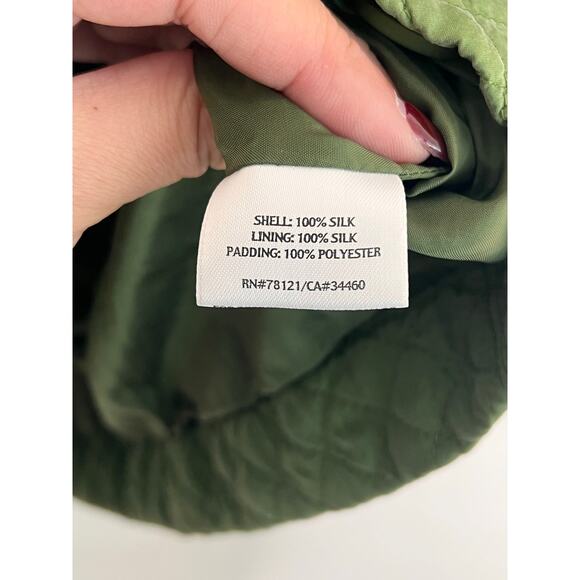 SHELL: 100% SILK
LINING: 100% SILK
PADDING: 100% POLYESTER
RN#78121/CA#34460